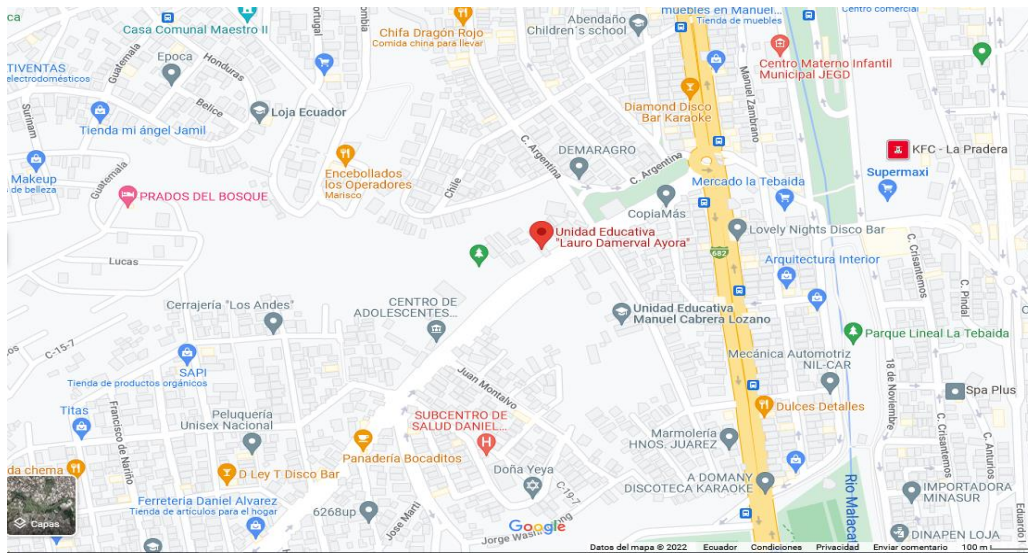 Casa Comunal Maestro II
Portugal
Chifa Dragón Rojo
Comida china para llevar
Abendaño
Children's school
muebles en Manuel...
Tienda de muebles
Centro comercial
TIVENTAS
electrodomésticos
Guatemala
Epoca
Honduras
Belice
Loja Ecuador
Surinam
Tienda mi ángel Jamil
Centro Materno Infantil
Municipal JEGD
Manuel Zambrano
Diamond Disco
Bar Karaoke
C. Argentina
DEMARAGRO
C. Argentina
KFC - La Pradera
Supermaxi
Makeup
s de belleza
Guatemala
PRADOS DEL BOSQUE
Encebollados
los Operadores
Marisco
Chile
Mercado la Tebaida
CopiaMás
Unidad Educativa
"Lauro Damerval Ayora"
Lovely Nights Disco Bar
682
Lucas
Arquitectura Interior
C. Crisantemos
C. Pindal
Cerrajería "Los Andes"
CENTRO DE
ADOLESCENTES...
Unidad Educativa
Manuel Cabrera Lozano
Parque Lineal La Tebaida
C-15-7
SAPI
Tienda de productos orgánicos
Juan Montalvo
Mecánica Automotriz
NIL-CAR
18 de Noviembre
Spa Plus
Titas
Francisco de Nariño
Peluquería
Unisex Nacional
SUBCENTRO DE
SALUD DANIEL...
H
Dulces Detalles
C. Crisantemos
C. Anturios
Marmolería
HNOS. JUAREZ
Panadería Bocaditos
da chema
D Ley T Disco Bar
Doña Yeya
C-19-7
A DOMANY
DISCOTECA KARAOKE
Rio Malacat
IMPORTADORA
MINASUR
Eduardo
Ferreteria Daniel Alvarez
Tienda de artículos para el hogar
6268up
Jose Marti
Capas
Google
Jorge Wash
DINAPEN LOJA
Datos del mapa © 2022 Ecuador Condiciones Privacidad Enviar comentario 100 m